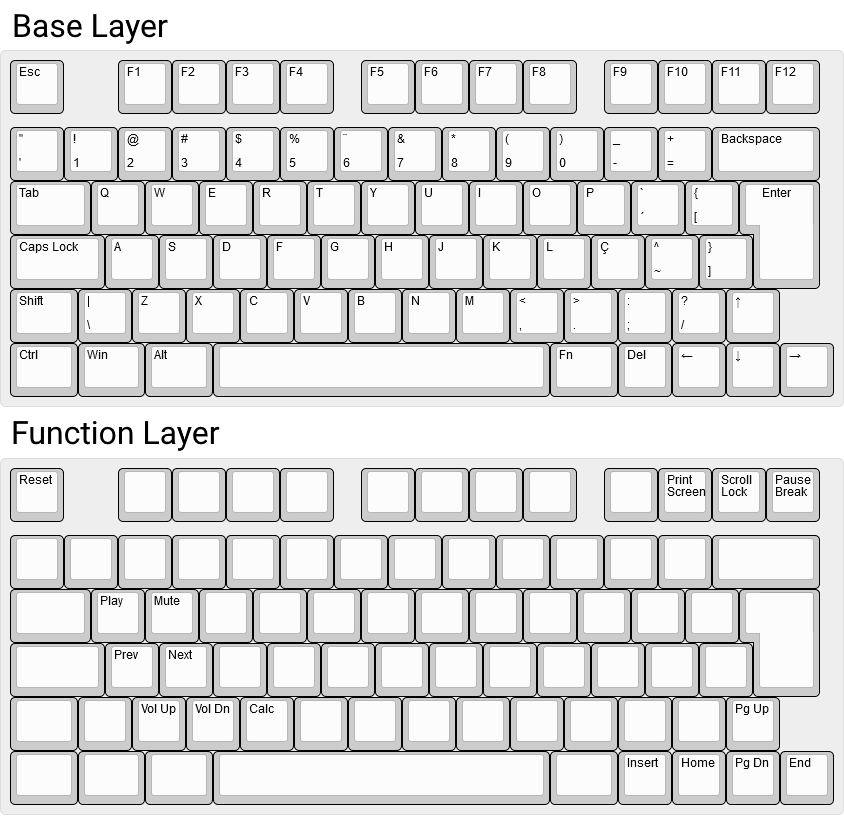 Base Layer
Esc F1 F2 F3 F4 F5 F6 F7 F8 F9 F10 F11 F12
" ! @ # $ % ¨ & * ( ) _ + Backspace
' 1 2 3 4 5 6 7 8 9 0 - =
Tab Q W E R T Y U I O P ` { Enter
´ [
Caps Lock A S D F G H J K L Ç ^ }
~ ]
Shift | Z X C V B N M < > : ? ↑
\ , . ; /
Ctrl Win Alt Fn Del ← ↓ →
Function Layer
Reset Print Scroll Pause
Screen Lock Break
Play Mute
Prev Next
Vol Up Vol Dn Calc Pg Up
Insert Home Pg Dn End